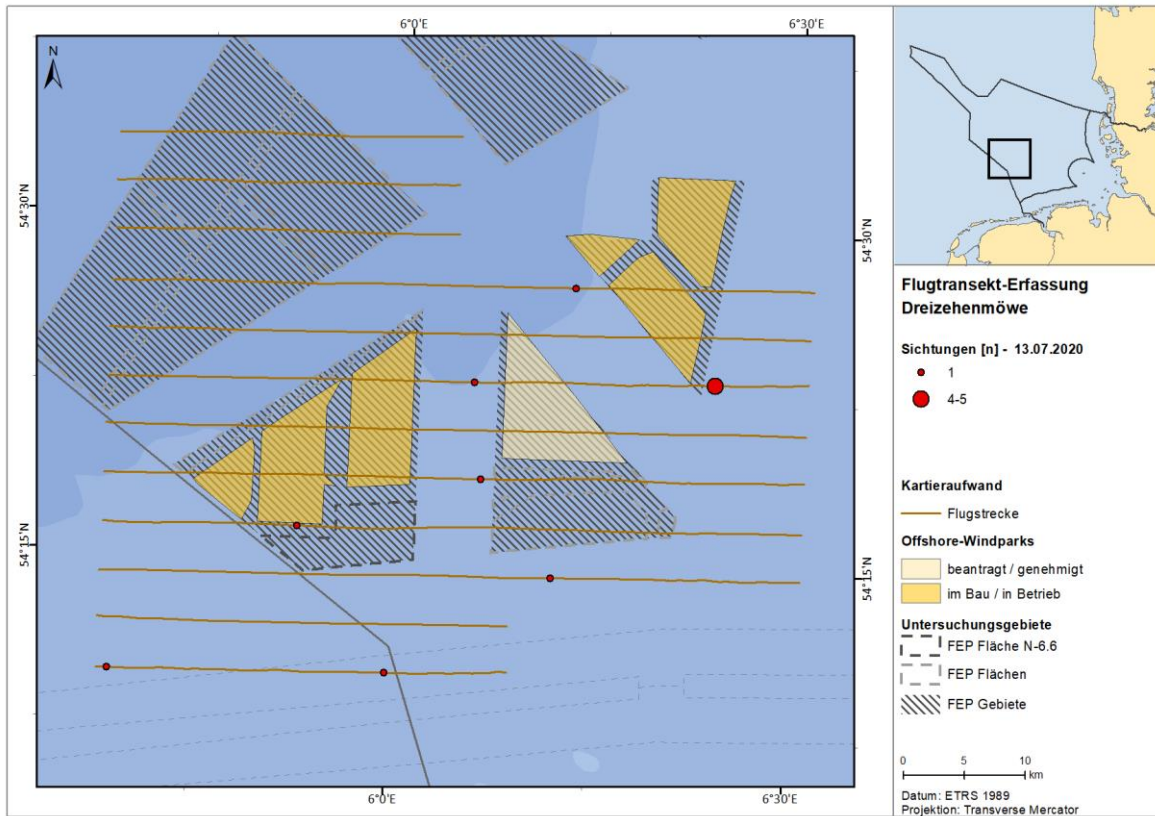 6°0'E
6°30'E
N
54°30'N
54°30'N
54°15'N
54°15'N
6°0'E
6°30'E
Flugtransekt-Erfassung
Dreizehenmöwe
Sichtungen [n] - 13.07.2020
1
4-5
Kartieraufwand
Flugstrecke
Offshore-Windparks
beantragt / genehmigt
im Bau / in Betrieb
Untersuchungsgebiete
FEP Fläche N-6.6
FEP Flächen
FEP Gebiete
0 5 10
km
Datum: ETRS 1989
Projektion: Transverse Mercator